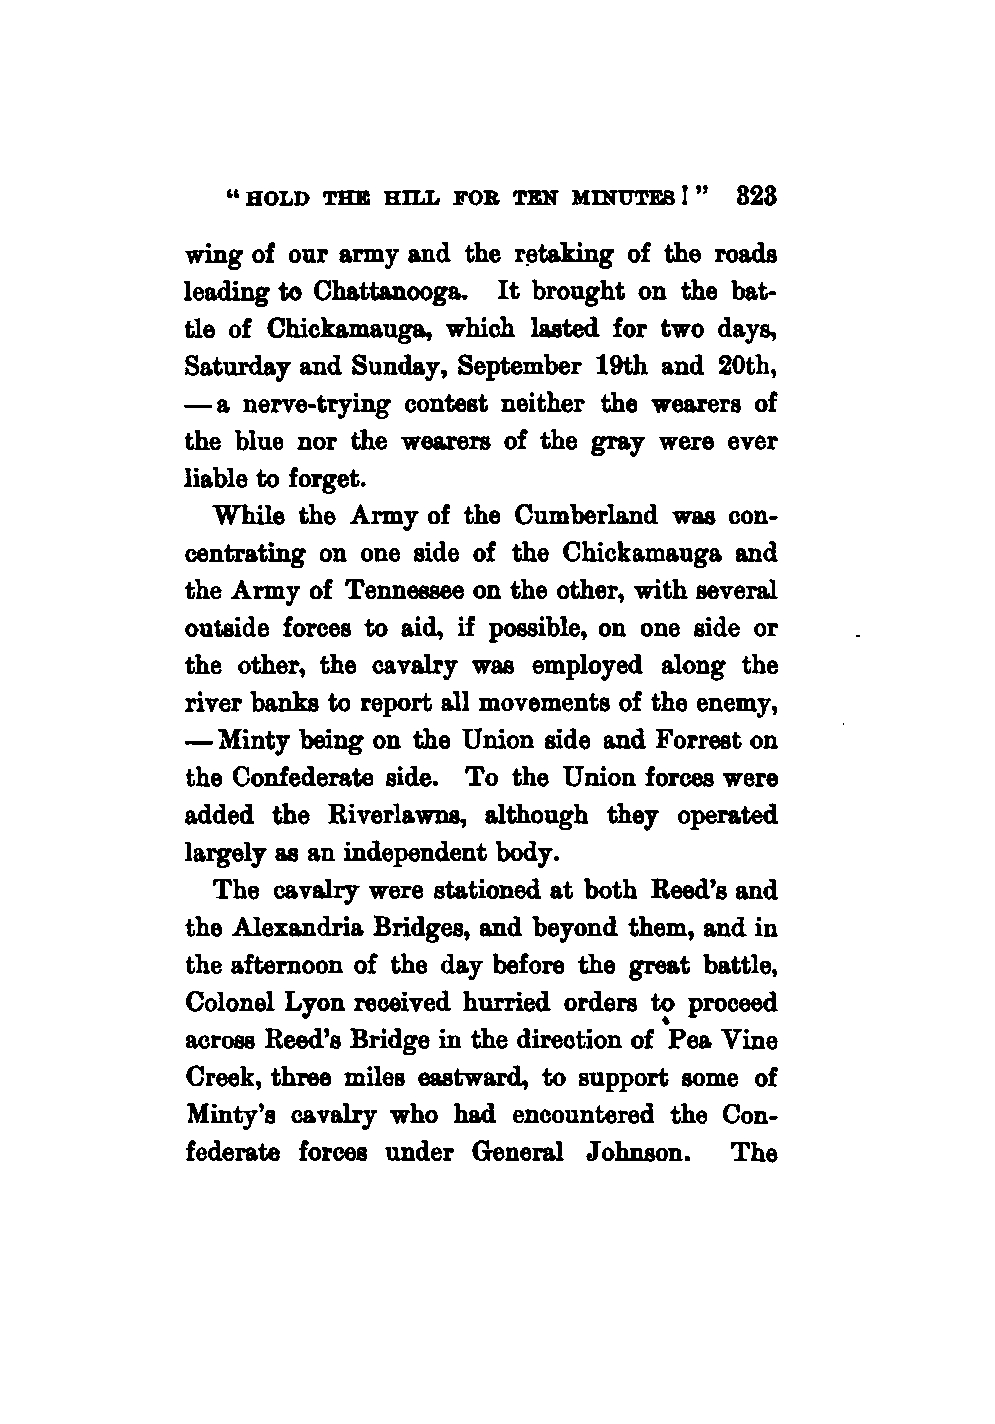 "HOLD THE HILL FOR TEN MINUTES!" 323
wing of our army and the retaking of the roads
leading to Chattanooga. It brought on the bat-
tle of Chickamauga, which lasted for two days,
Saturday and Sunday, September 19th and 20th,
—a nerve-trying contest neither the wearers of
the blue nor the wearers of the gray were ever
liable to forget.
While the Army of the Cumberland was con-
centrating on one side of the Chickamauga and
the Army of Tennessee on the other, with several
outside forces to aid, if possible, on one side or
the other, the cavalry was employed along the
river banks to report all movements of the enemy,
—Minty being on the Union side and Forrest on
the Confederate side. To the Union forces were
added the Riverlawns, although they operated
largely as an independent body.
The cavalry were stationed at both Reed's and
the Alexandria Bridges, and beyond them, and in
the afternoon of the day before the great battle,
Colonel Lyon received hurried orders to proceed
across Reed's Bridge in the direction of Pea Vine
Creek, three miles eastward, to support some of
Minty's cavalry who had encountered the Con-
federate forces under General Johnson. The